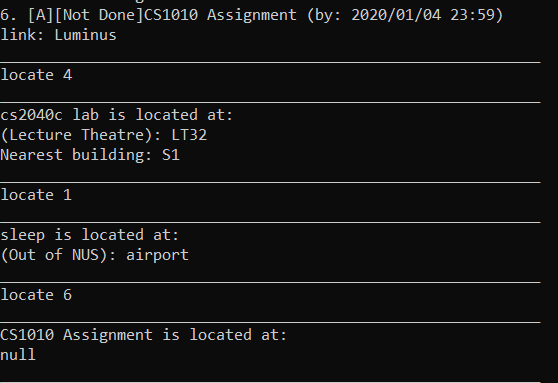 6. [A][Not Done]CS1010 Assignment (by: 2020/01/04 23:59)
link: Luminus
locate 4
cs2040c lab is located at:
(Lecture Theatre): LT32
Nearest building: S1
locate 1
sleep is located at:
(Out of NUS): airport
locate 6
CS1010 Assignment is located at:
null